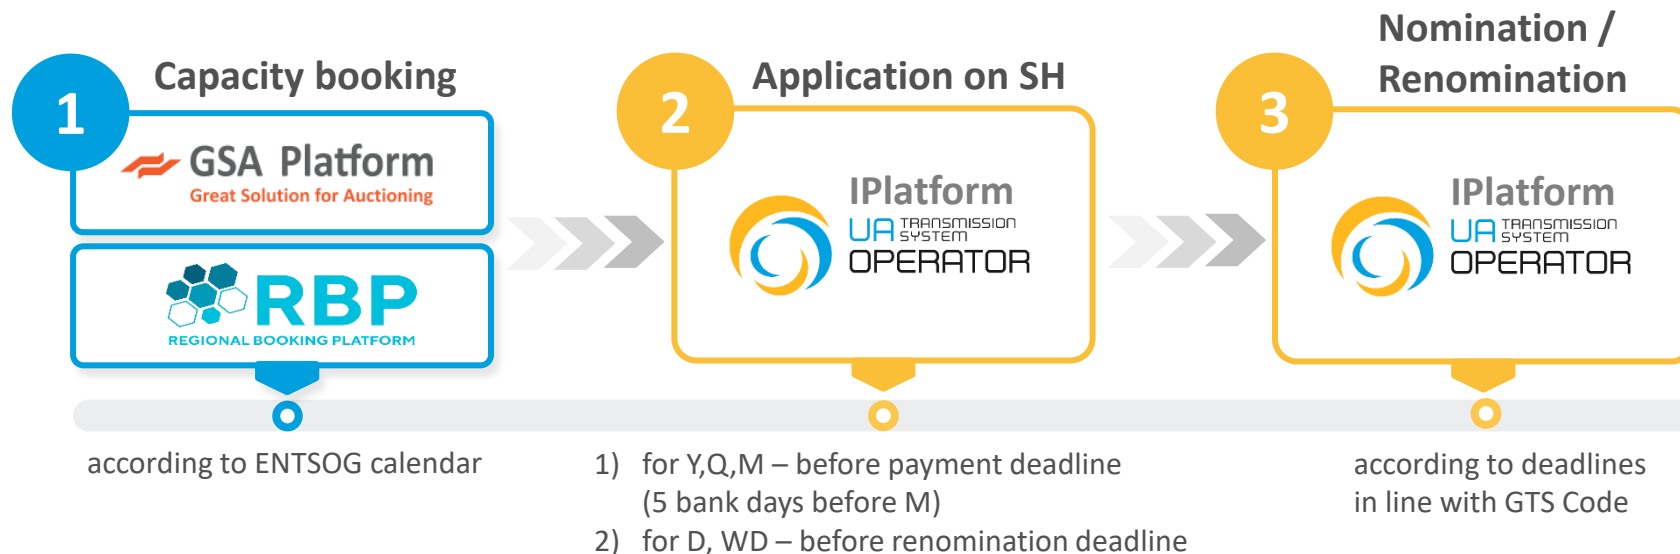 1
Capacity booking
GSA Platform
Great Solution for Auctioning
RBP
REGIONAL BOOKING PLATFORM
according to ENTSOG calendar
2
Application on SH
IPlatform
UA TRANSMISSION
SYSTEM
OPERATOR
1) for Y,Q,M – before payment deadline
(5 bank days before M)
2) for D, WD – before renomination deadline
3
Nomination /
Renomination
IPlatform
UA TRANSMISSION
SYSTEM
OPERATOR
according to deadlines
in line with GTS Code